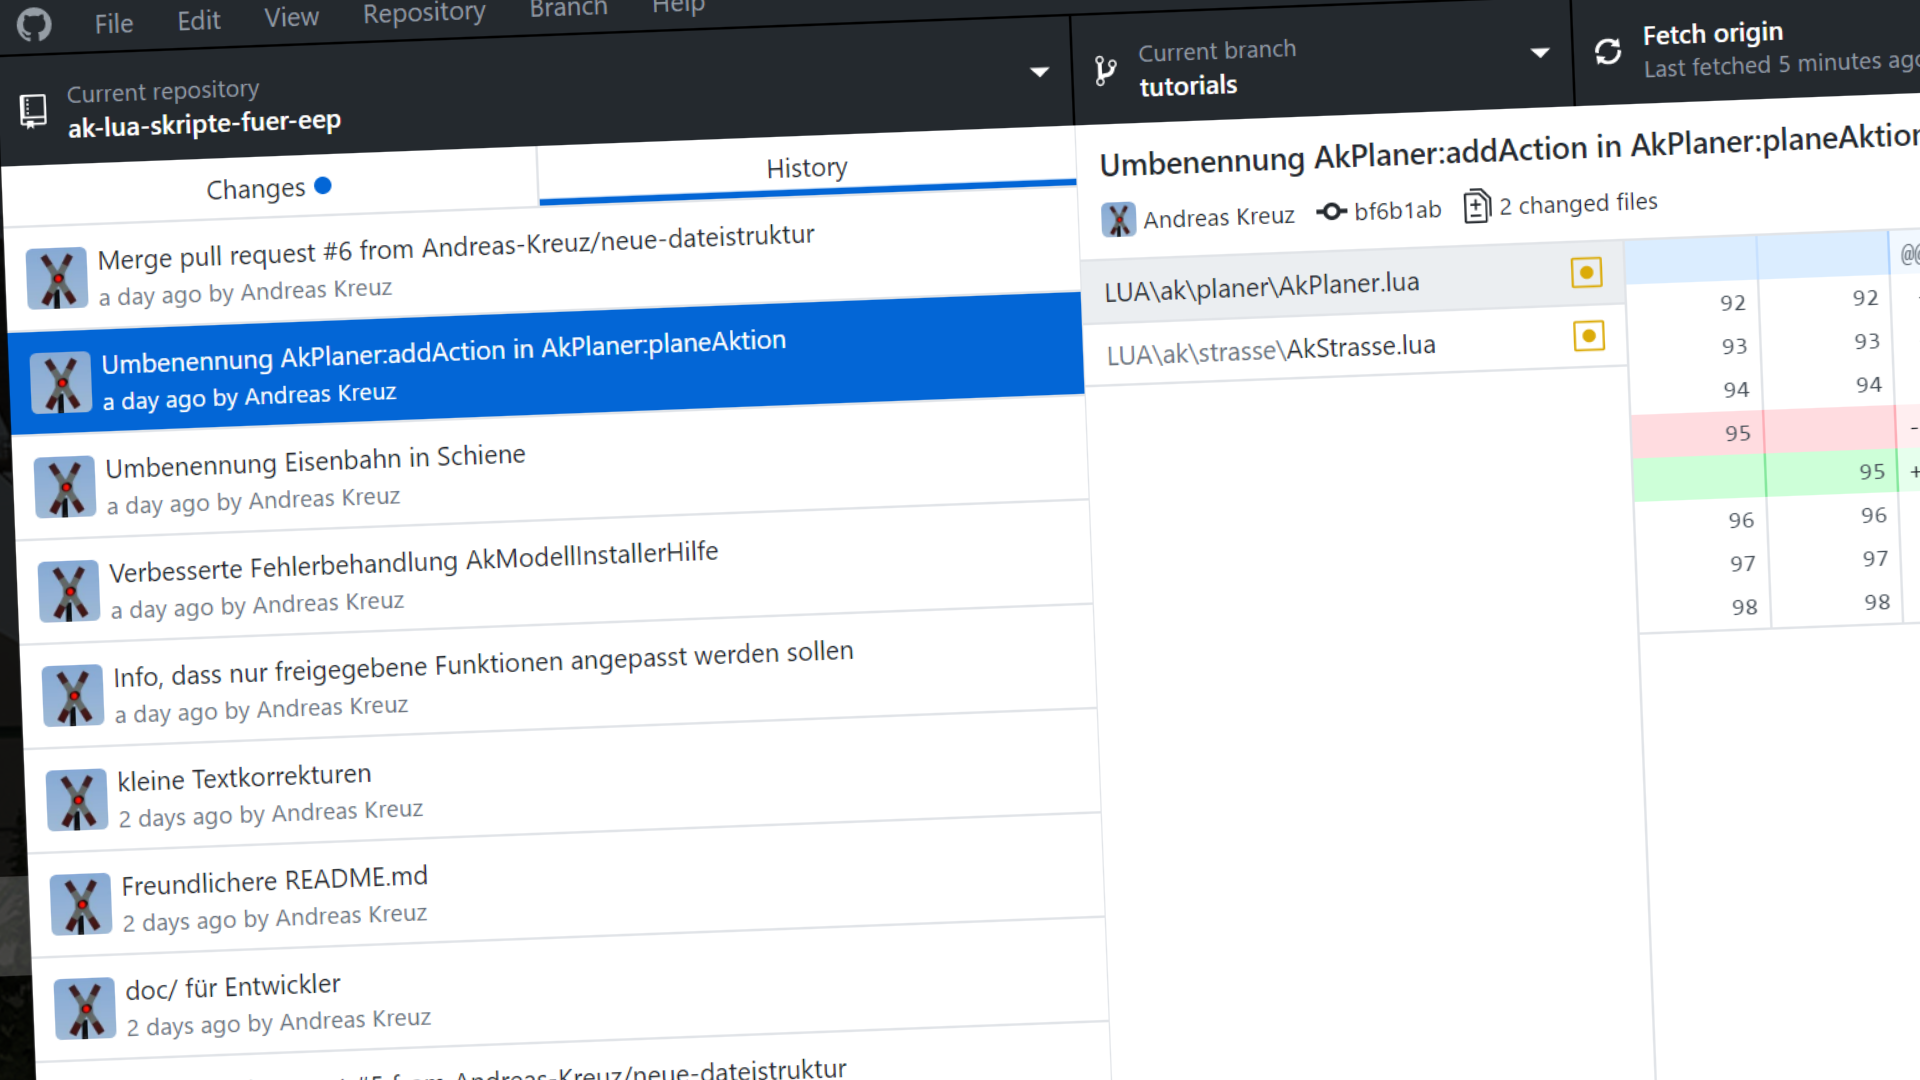 File Edit View Repository Branch Help
Current repository
ak-lua-skripte-fuer-eep
Current branch
tutorials
Fetch origin
Last fetched 5 minutes ago
Changes
History
Merge pull request #6 from Andreas-Kreuz/neue-dateistruktur
a day ago by Andreas Kreuz
Umbenennung AkPlaner:addAction in AkPlaner:planeAktion
a day ago by Andreas Kreuz
Umbenennung Eisenbahn in Schiene
a day ago by Andreas Kreuz
Verbesserte Fehlerbehandlung AkModellInstallerHilfe
a day ago by Andreas Kreuz
Info, dass nur freigegebene Funktionen angepasst werden sollen
a day ago by Andreas Kreuz
kleine Textkorrekturen
2 days ago by Andreas Kreuz
Freundlichere README.md
2 days ago by Andreas Kreuz
doc/ für Entwickler
2 days ago by Andreas Kreuz
#5 from Andreas-Kreuz/neue-dateistruktur
Umbenennung AkPlaner:addAction in AkPlaner:planeAktion
Andreas Kreuz bf6b1ab 2 changed files
LUA\ak\planer\AkPlaner.lua
LUA\ak\strasse\AkStrasse.lua
@@
92 92
93 93
94 94
95 -
95 +
96 96
97 97
98 98